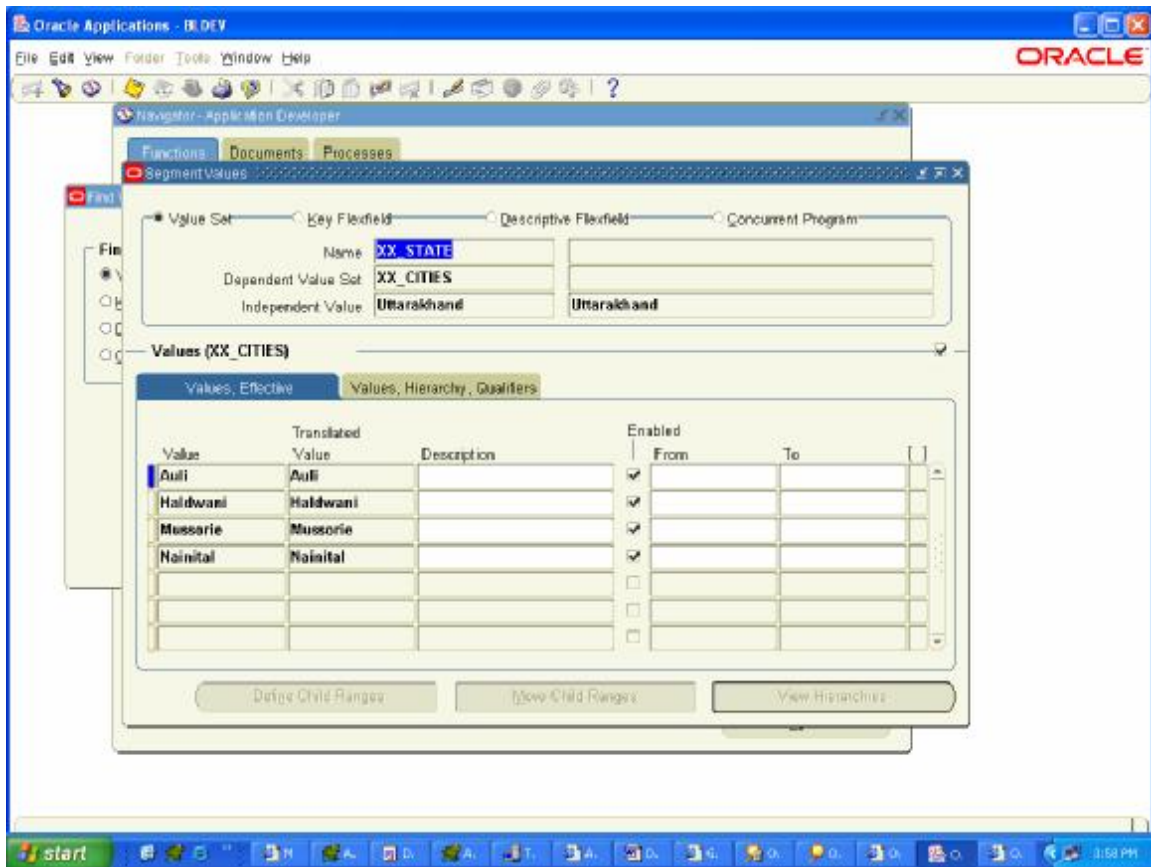 Oracle Applications - BLDEV
File Edit View Folder Tools Window Help
ORACLE
Navigator - Application Developer
Functions Documents Processes
Segment Values
Find
Value Set Key Flexfield Descriptive Flexfield Concurrent Program
Name XX_STATE
Dependent Value Set XX_CITIES
Independent Value Uttarakhand Uttarakhand
Values (XX_CITIES)
Values, Effective Values, Hierarchy, Qualifiers
Translated Enabled
Value Value Description From To [ ]
Auli Auli
Haldwani Haldwani
Mussorie Mussorie
Nainital Nainital
Define Child Ranges Move Child Ranges View Hierarchies
start 3:58 PM